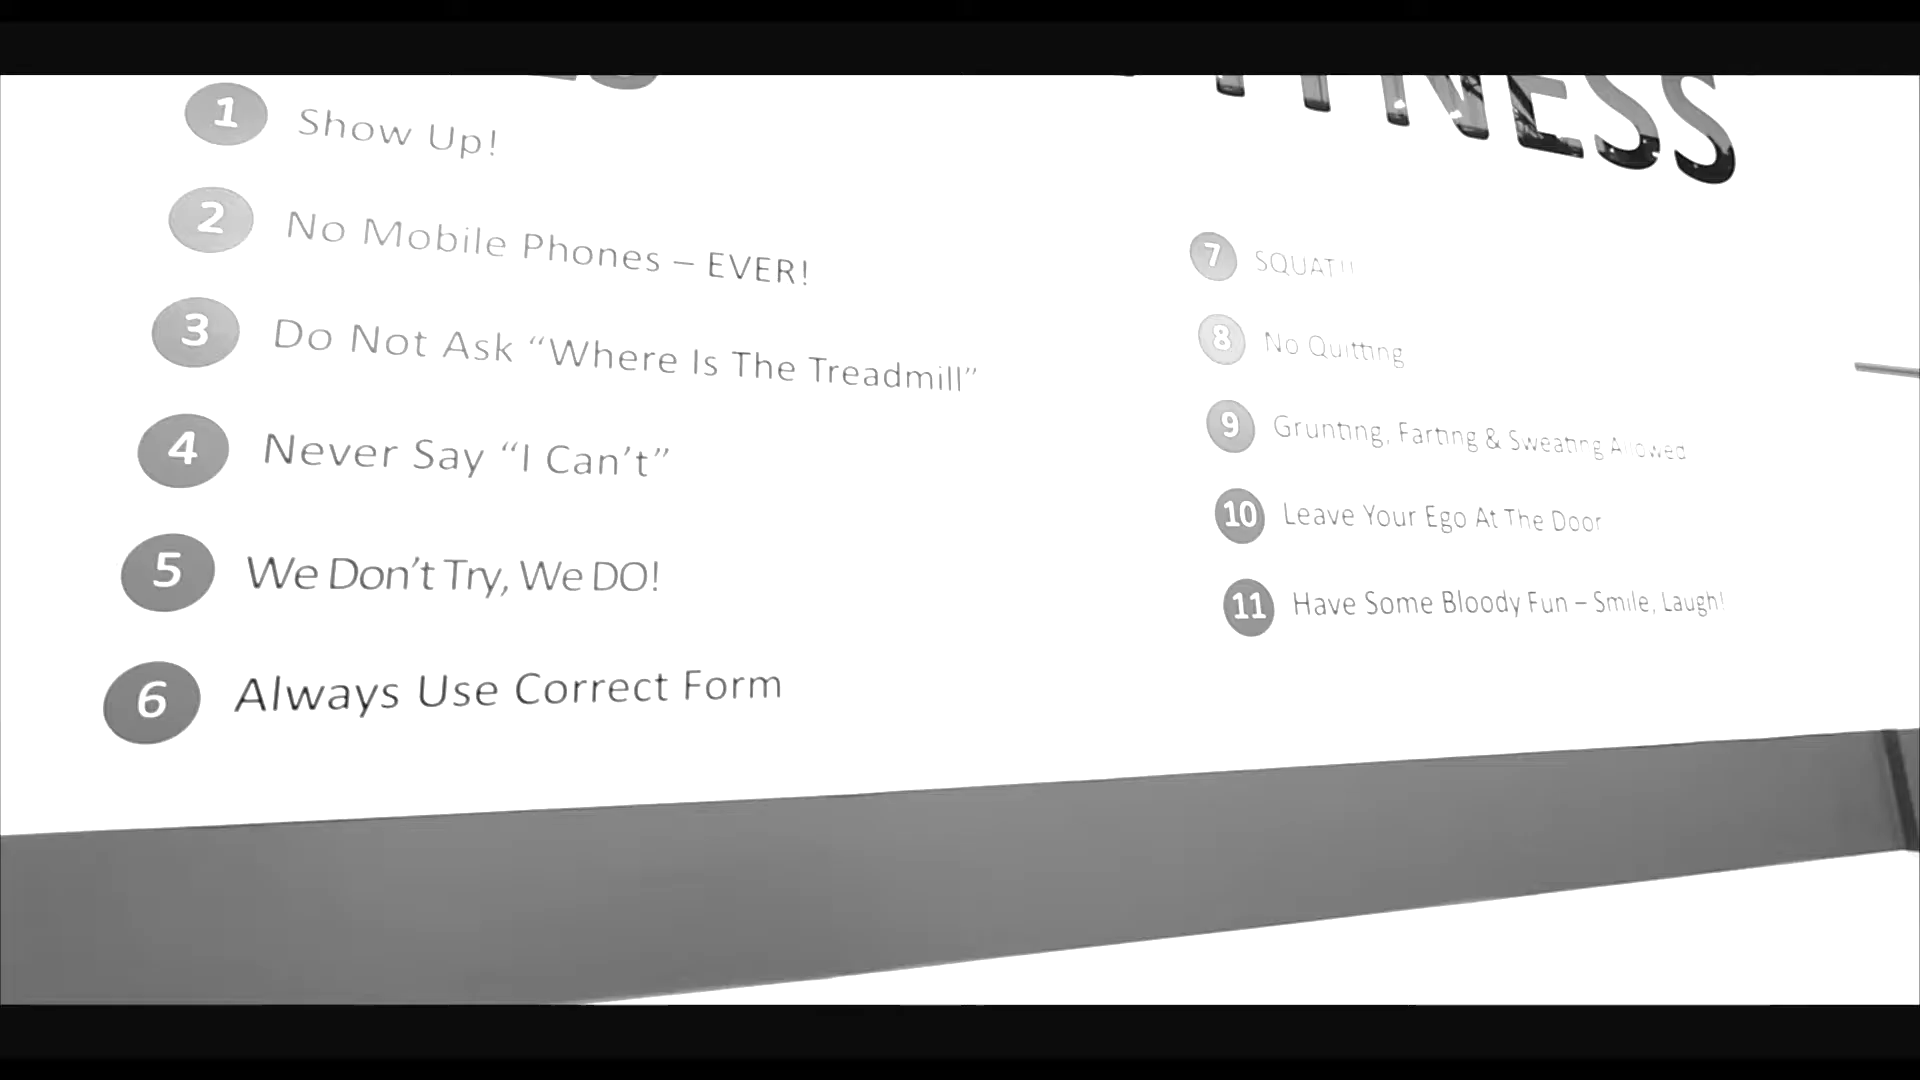 FITNESS
1 Show Up!
2 No Mobile Phones – EVER!
3 Do Not Ask “Where Is The Treadmill”
4 Never Say “I Can’t”
5 We Don’t Try, We DO!
6 Always Use Correct Form
7 SQUAT!!
8 No Quitting
9 Grunting, Farting & Sweating Allowed
10 Leave Your Ego At The Door
11 Have Some Bloody Fun – Smile, Laugh!